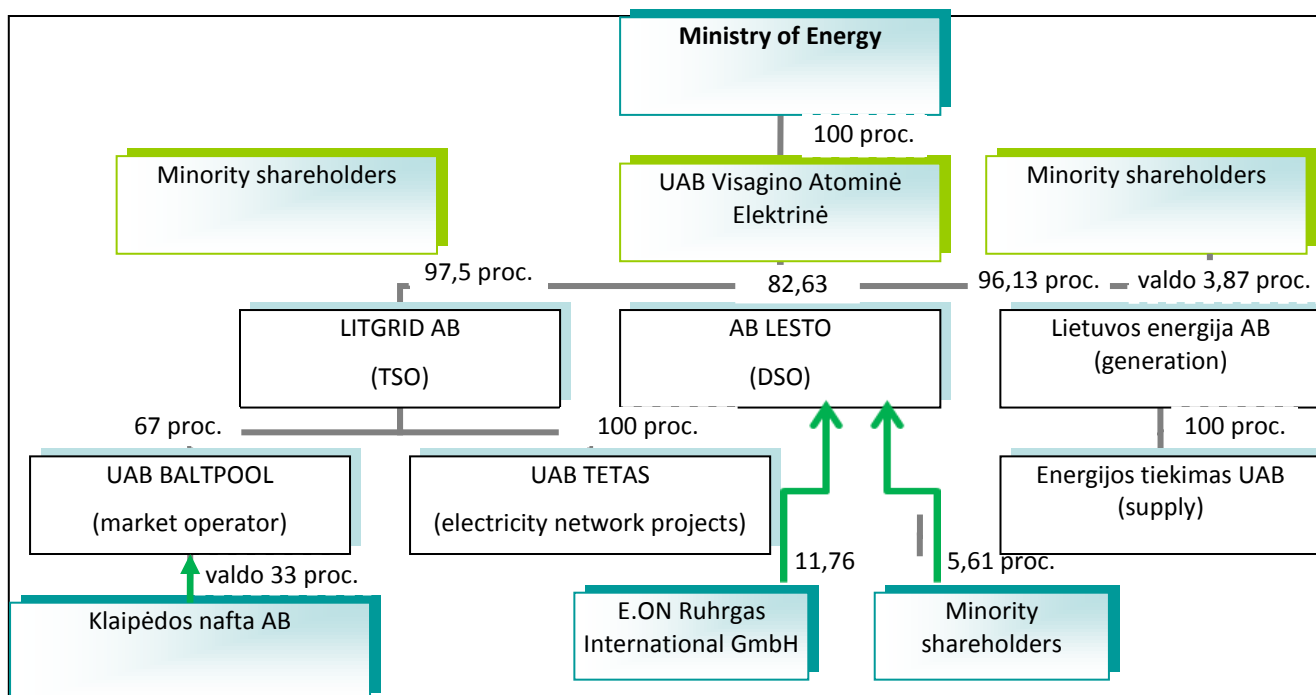 Ministry of Energy
100 proc.
Minority shareholders
UAB Visagino Atominė
Elektrinė
Minority shareholders
97,5 proc.
82,63
96,13 proc.
valdo 3,87 proc.
LITGRID AB
(TSO)
AB LESTO
(DSO)
Lietuvos energija AB
(generation)
67 proc.
100 proc.
100 proc.
UAB BALTPOOL
(market operator)
UAB TETAS
(electricity network projects)
Energijos tiekimas UAB
(supply)
valdo 33 proc.
11,76
5,61 proc.
Klaipėdos nafta AB
E.ON Ruhrgas
International GmbH
Minority
shareholders